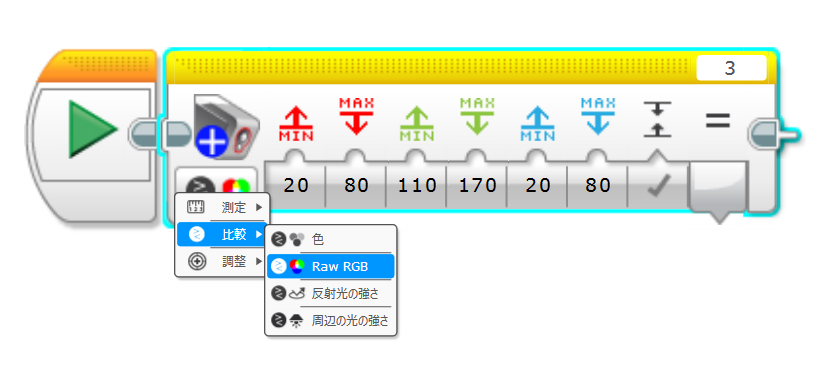 3
MIN MAX MIN MAX MIN MAX =
20 80 110 170 20 80
123
測定
比較
調整
色
Raw RGB
反射光の強さ
周辺の光の強さ